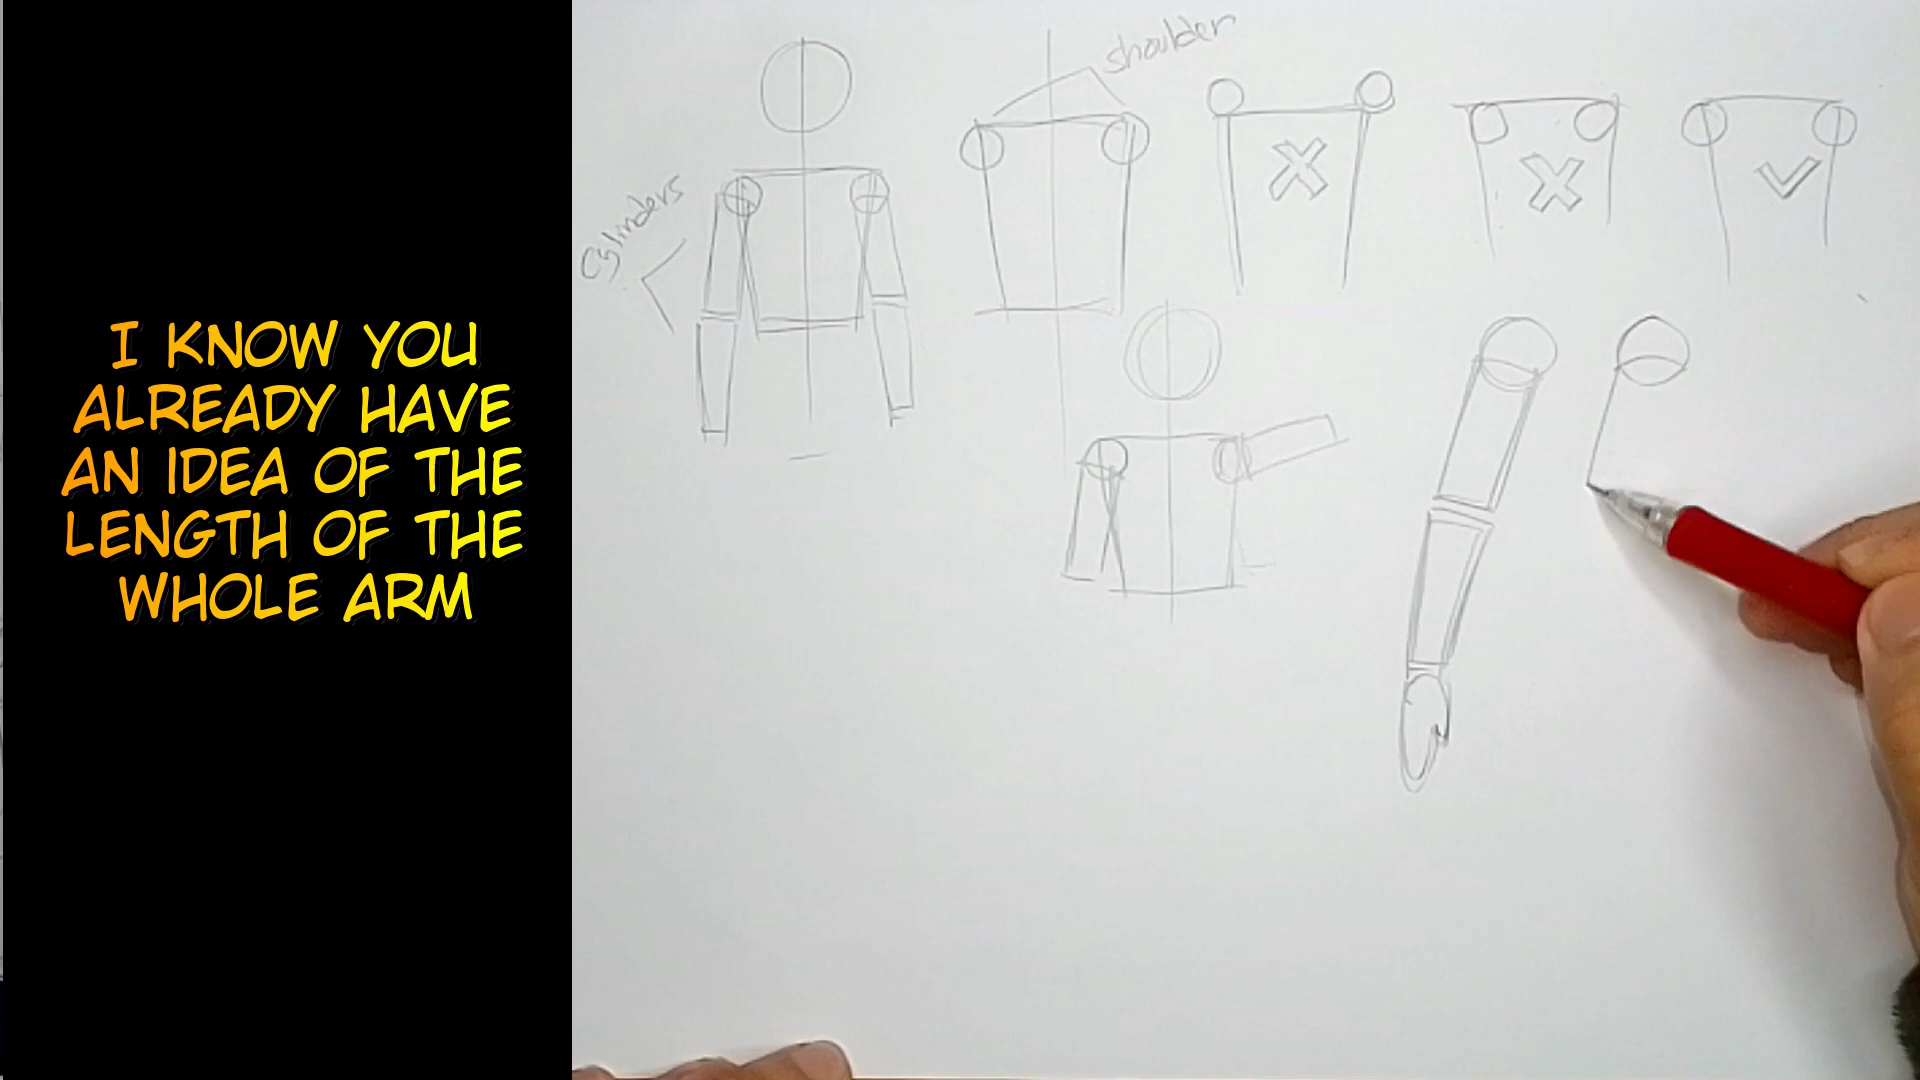 I KNOW YOU
ALREADY HAVE
AN IDEA OF THE
LENGTH OF THE
WHOLE ARM
shoulder
Cylinders